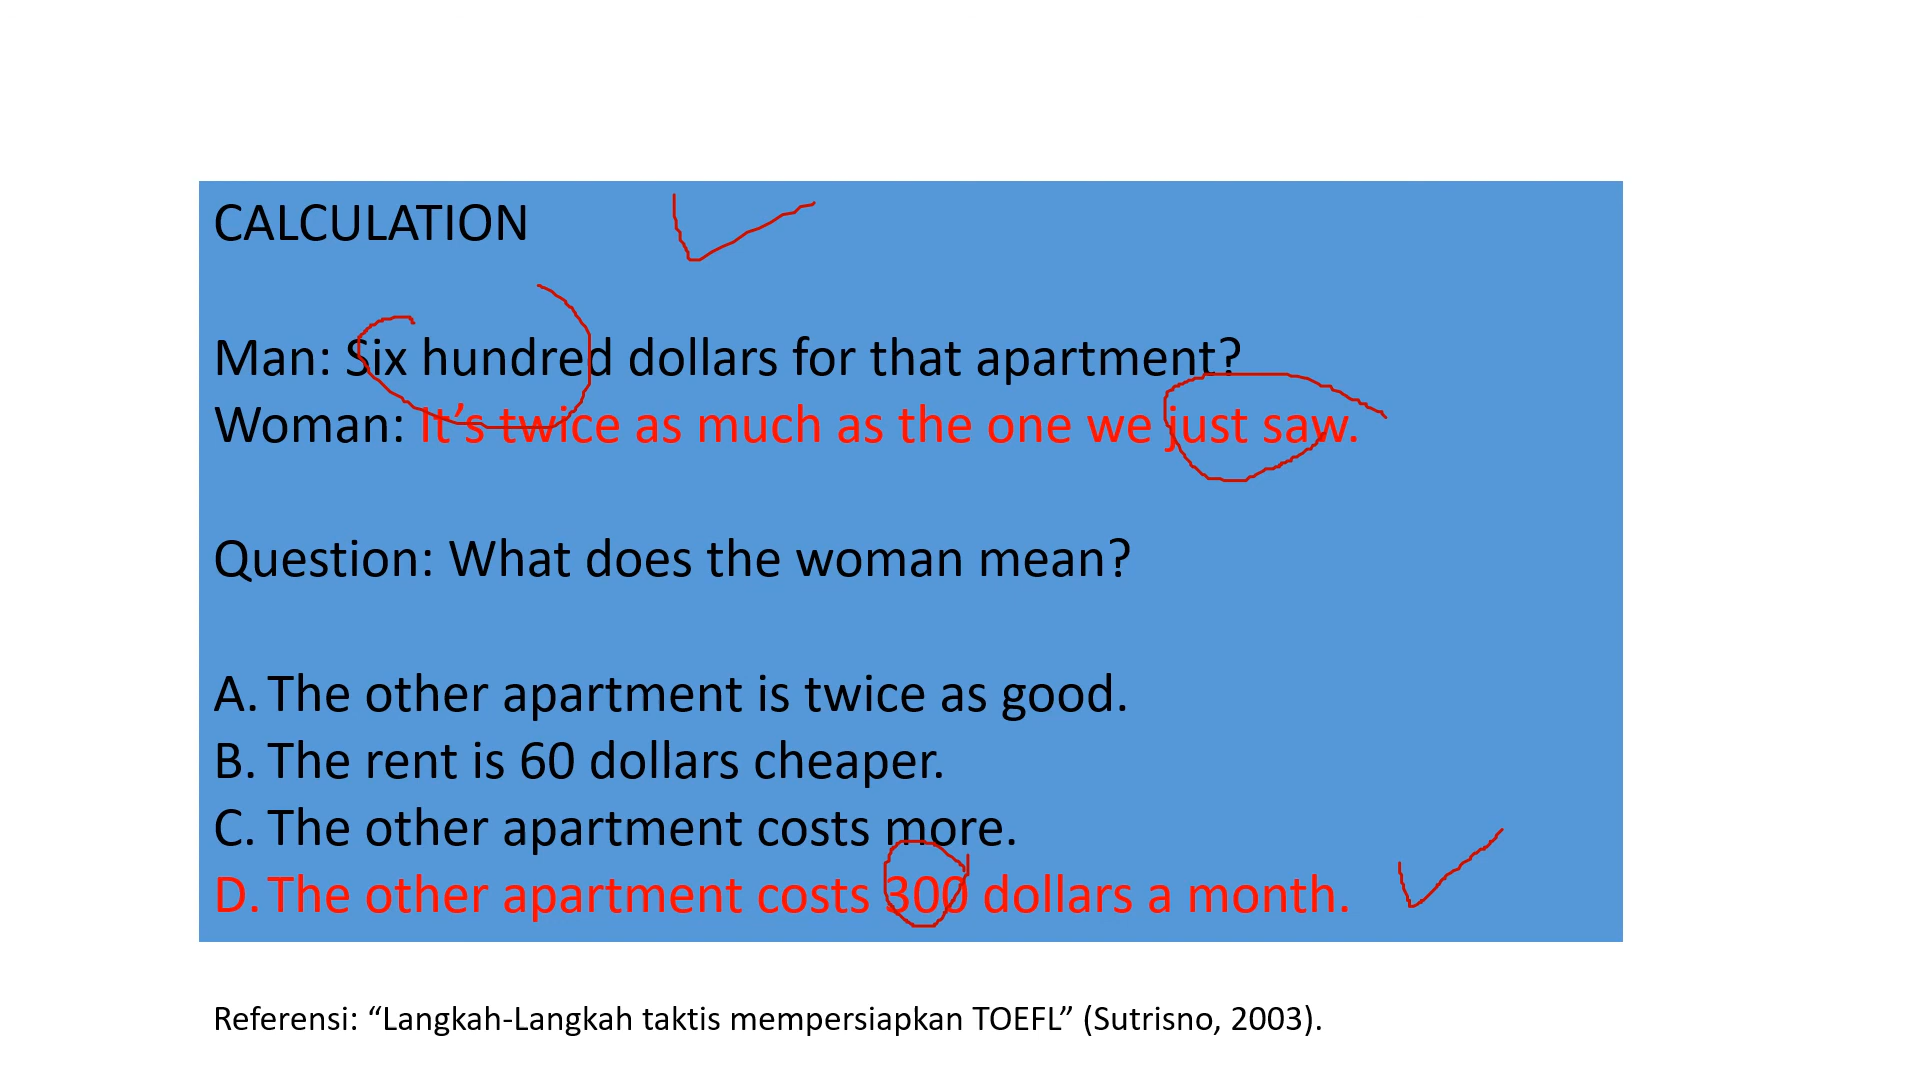 CALCULATION
Man: Six hundred dollars for that apartment?
Woman: It’s twice as much as the one we just saw.
Question: What does the woman mean?
A. The other apartment is twice as good.
B. The rent is 60 dollars cheaper.
C. The other apartment costs more.
D. The other apartment costs 300 dollars a month.
Referensi: “Langkah-Langkah taktis mempersiapkan TOEFL” (Sutrisno, 2003).